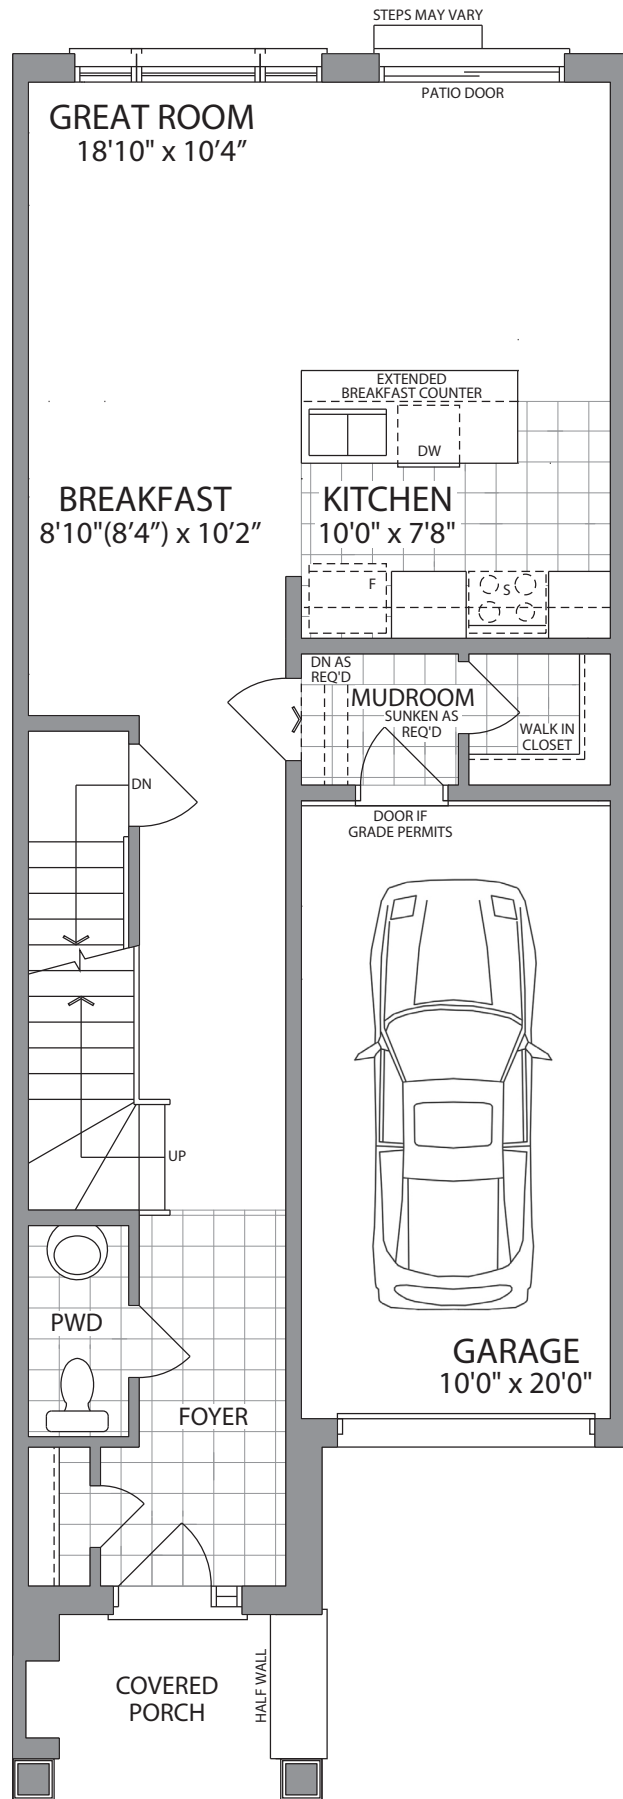 STEPS MAY VARY
PATIO DOOR
GREAT ROOM
18'10" x 10’4”
EXTENDED
BREAKFAST COUNTER
DW
BREAKFAST
8'10"(8’4”) x 10’2”
KITCHEN
10'0" x 7'8"
F
S
DN AS
REQ'D
MUDROOM
SUNKEN AS
REQ'D
WALK IN
CLOSET
DN
DOOR IF
GRADE PERMITS
UP
PWD
GARAGE
10'0" x 20'0"
FOYER
COVERED
PORCH
HALF WALL